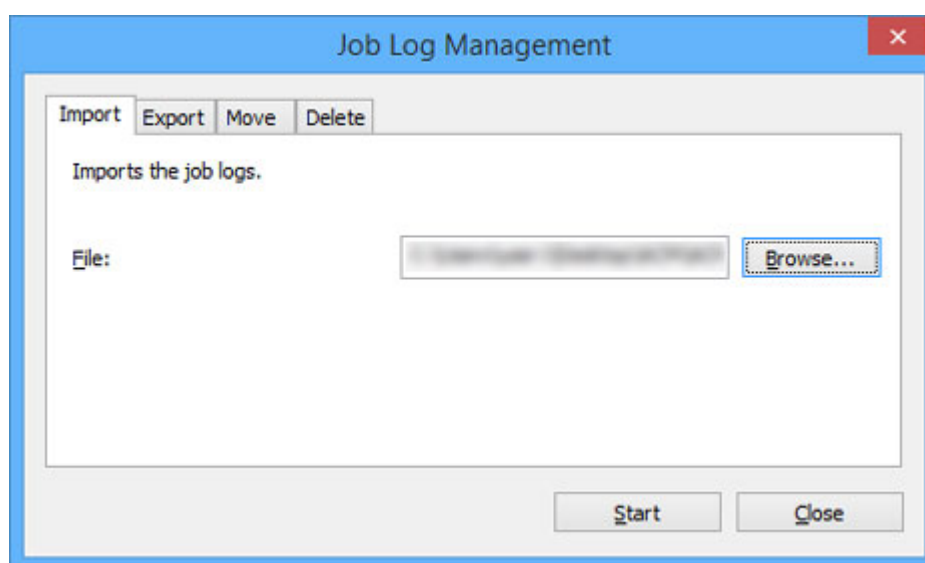 Job Log Management
Import Export Move Delete
Imports the job logs.
File: Browse...
Start Close